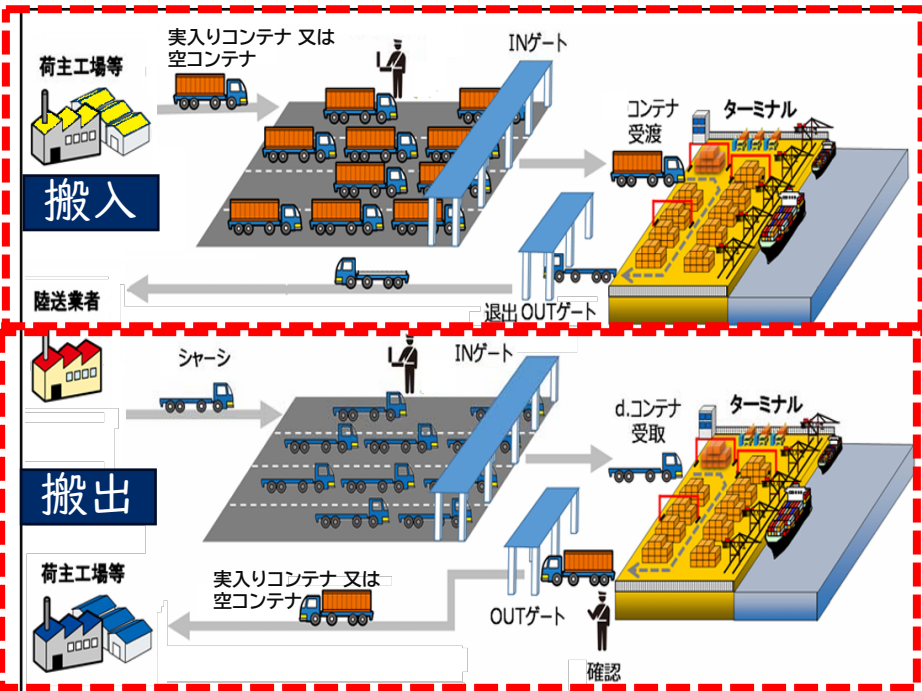 実入りコンテナ 又は
空コンテナ
INゲート
荷主工場等
コンテナ
受渡
ターミナル
搬入
陸送業者
退出 OUTゲート
シャーシ
INゲート
d.コンテナ
受取
ターミナル
搬出
荷主工場等
実入りコンテナ 又は
空コンテナ
OUTゲート
確認